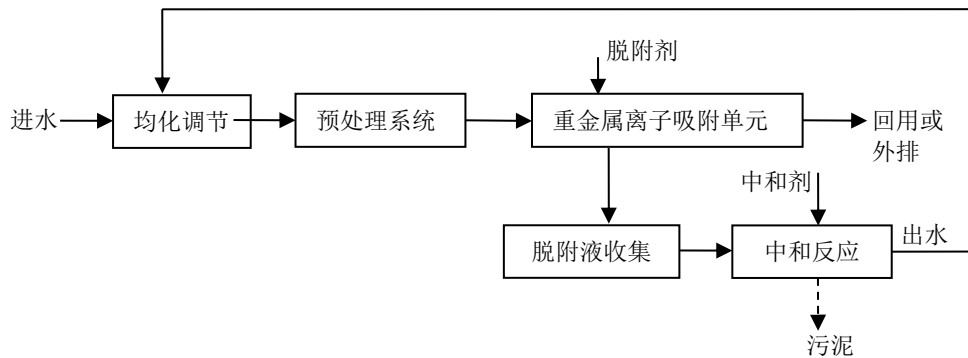 脱附剂
进水
均化调节
预处理系统
重金属离子吸附单元
回用或
外排
中和剂
脱附液收集
中和反应
出水
污泥